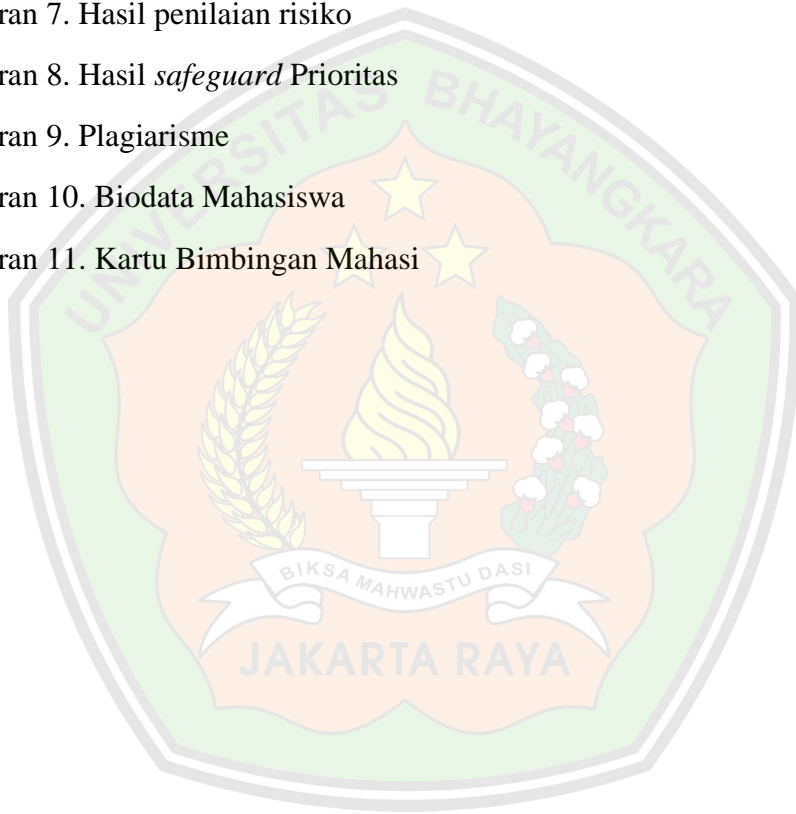 ran 7. Hasil penilaian risiko
ran 8. Hasil safeguard Prioritas
ran 9. Plagiarisme
ran 10. Biodata Mahasiswa
ran 11. Kartu Bimbingan Mahasi
UNIVERSITAS BHAYANGKARA
BIKSA MAHWASTU DASI
JAKARTA RAYA